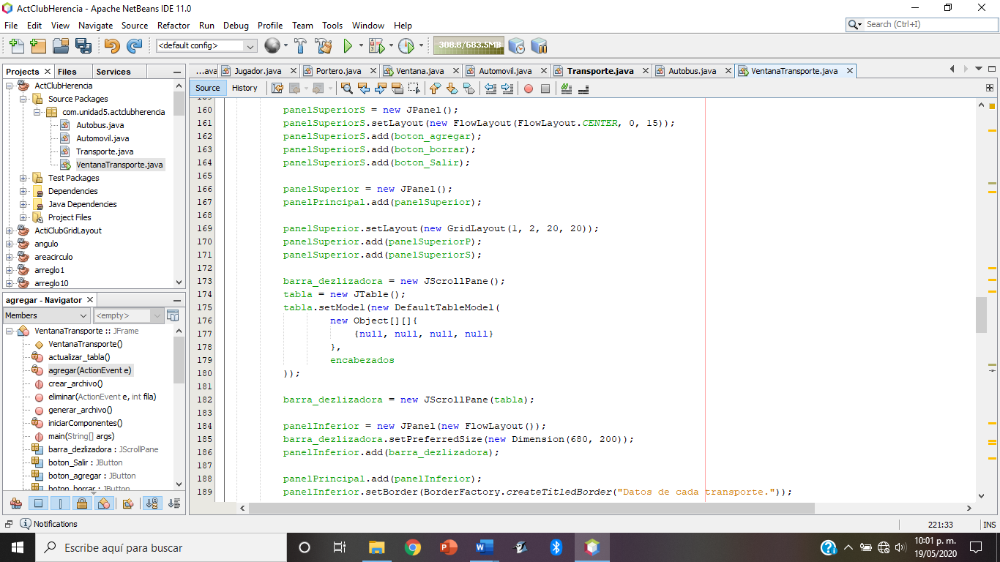 ActClubHerencia - Apache NetBeans IDE 11.0
File Edit View Navigate Source Refactor Run Debug Profile Team Tools Window Help
Search (Ctrl+I)
<default config>
308.8/683.5MB
Projects Files Services
...ava Jugador.java Portero.java Ventana.java Automovil.java Transporte.java Autobus.java VentanaTransporte.java
Source History
ActClubHerencia
Source Packages
com.unidad5.actclubherencia
Autobus.java
Automovil.java
Transporte.java
VentanaTransporte.java
Test Packages
Dependencies
Java Dependencies
Project Files
ActiClubGridLayout
angulo
areacirculo
arreglo1
arreglo10
agregar - Navigator
Members <empty>
VentanaTransporte :: JFrame
VentanaTransporte()
actualizar_tabla()
agregar(ActionEvent e)
crear_archivo()
eliminar(ActionEvent e, int fila)
generar_archivo()
iniciarComponentes()
main(String[] args)
barra_dezlizadora : JScrollPane
boton_Salir : JButton
boton_agregar : JButton
boton_borrar : JButton
159
160 panelSuperiorS = new JPanel();
161 panelSuperiorS.setLayout(new FlowLayout(FlowLayout.CENTER, 0, 15));
162 panelSuperiorS.add(boton_agregar);
163 panelSuperiorS.add(boton_borrar);
164 panelSuperiorS.add(boton_Salir);
165
166 panelSuperior = new JPanel();
167 panelPrincipal.add(panelSuperior);
168
169 panelSuperior.setLayout(new GridLayout(1, 2, 20, 20));
170 panelSuperior.add(panelSuperiorP);
171 panelSuperior.add(panelSuperiorS);
172
173 barra_dezlizadora = new JScrollPane();
174 tabla = new JTable();
175 tabla.setModel(new DefaultTableModel(
176 new Object[][]{
177 {null, null, null, null}
178 },
179 encabezados
180 ));
181
182 barra_dezlizadora = new JScrollPane(tabla);
183
184 panelInferior = new JPanel(new FlowLayout());
185 barra_dezlizadora.setPreferredSize(new Dimension(680, 200));
186 panelInferior.add(barra_dezlizadora);
187
188 panelPrincipal.add(panelInferior);
189 panelInferior.setBorder(BorderFactory.createTitledBorder("Datos de cada transporte."));
Notifications
221:33 INS
Escribe aquí para buscar
10:01 p. m.
19/05/2020